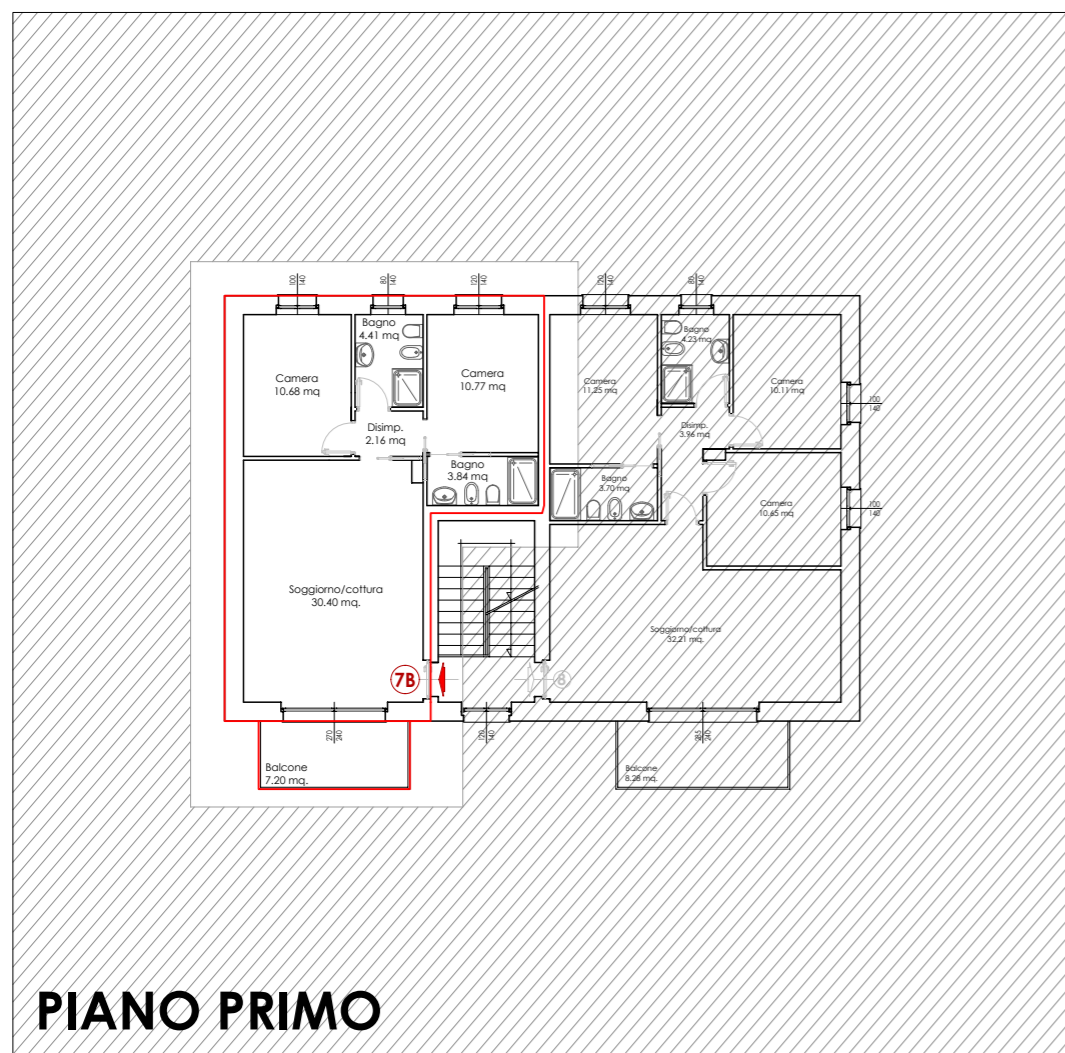 100
140
80
140
120
140
120
140
80
140
Bagno
4.41 mq
Camera
10.68 mq
Camera
10.77 mq
Disimp.
2.16 mq
Bagno
3.84 mq
Soggiorno/cottura
30.40 mq.
Bagno
4.23 mq
Camera
11.25 mq
Camera
10.11 mq
100
140
Disimp.
3.96 mq
Bagno
3.70 mq
Camera
10.65 mq
100
140
Soggiorno/cottura
32.21 mq.
7B
8
270
240
120
140
285
240
Balcone
7.20 mq.
Balcone
8.28 mq.
PIANO PRIMO